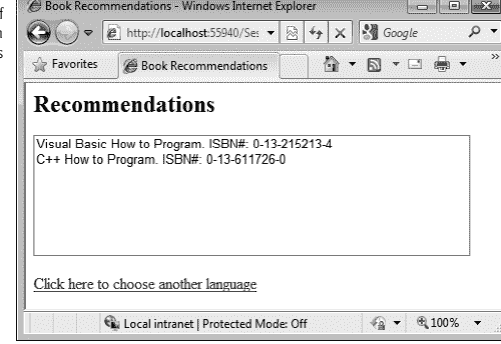 f
n
s
Book Recommendations - Windows Internet Explorer
http://localhost:55940/Ses
Google
Favorites
Book Recommendations
Recommendations
Visual Basic How to Program. ISBN#: 0-13-215213-4
C++ How to Program. ISBN#: 0-13-611726-0
Click here to choose another language
Local intranet | Protected Mode: Off
100%